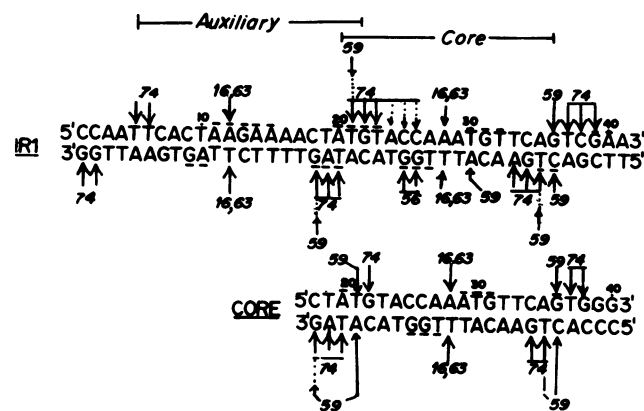 Auxiliary Core
59
74 16,63 74 16,63 59 74
10 20 30 40
5'CCAATTCACTAAGAAAACTATGTACCAAATGTTCAGTCGAA3'
IR1
3'GGTTAAGTGATTCTTTTGATACATGGTTTACAAGTCAGCTT5'
74 16,63 74 56 16,63 59 74 59
59 59
59 74 16,63 59 74
20 30 40
5'CTATGTACCAAATGTTCAGTGGG3'
CORE
3'GATACATGGTTTACAAGTCACCC5'
74 16,63 74
59 59